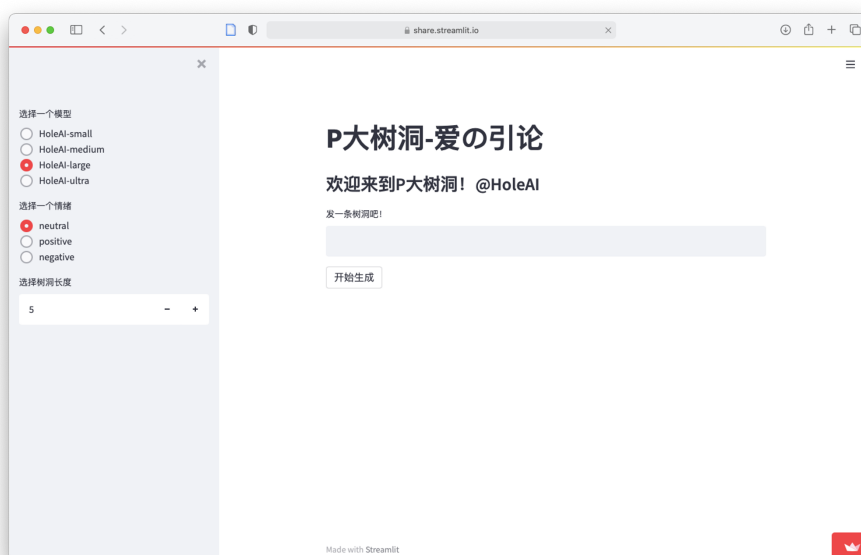 share.streamlit.io
选择一个模型
HoleAI-small
HoleAI-medium
HoleAI-large
HoleAI-ultra
选择一个情绪
neutral
positive
negative
选择树洞长度
5
P大树洞-爱の引论
欢迎来到P大树洞！@HoleAI
发一条树洞吧！
开始生成
Made with Streamlit